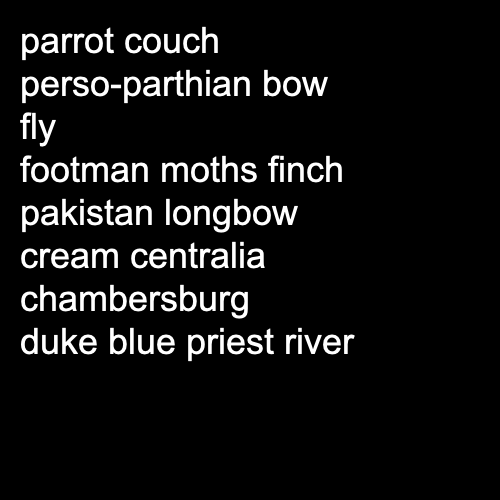 parrot couch
perso-parthian bow
fly
footman moths finch
pakistan longbow
cream centralia
chambersburg
duke blue priest river